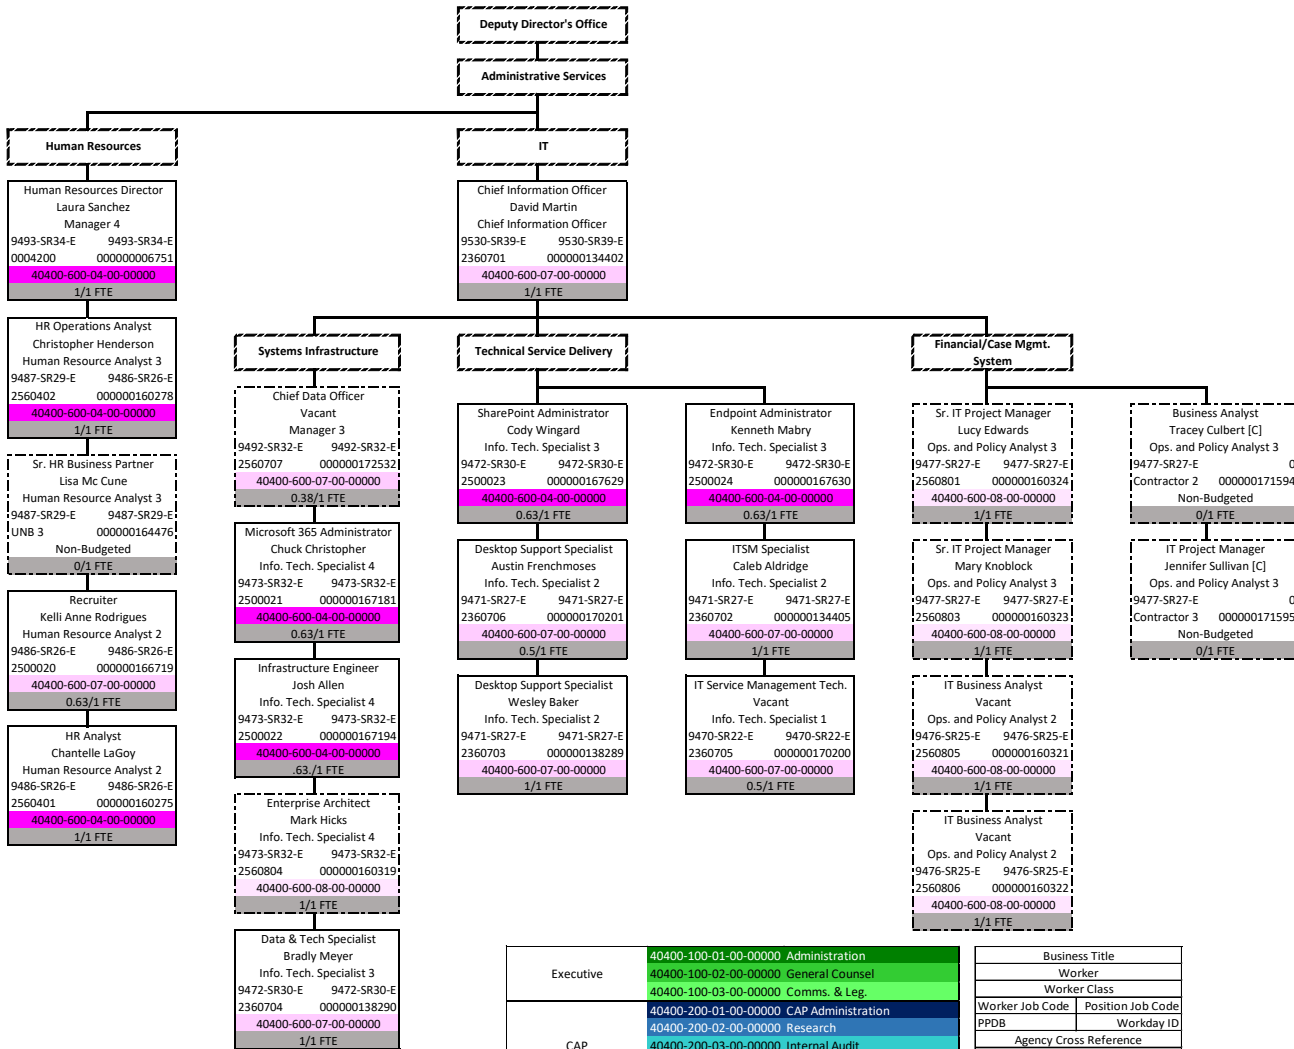 Deputy Director's Office
Administrative Services
Human Resources
IT
Human Resources Director
Laura Sanchez
Manager 4
9493-SR34-E 9493-SR34-E
0004200 000000006751
40400-600-04-00-00000
1/1 FTE
HR Operations Analyst
Christopher Henderson
Human Resource Analyst 3
9487-SR29-E 9486-SR26-E
2560402 000000160278
40400-600-04-00-00000
1/1 FTE
Sr. HR Business Partner
Lisa Mc Cune
Human Resource Analyst 3
9487-SR29-E 9487-SR29-E
UNB 3 000000164476
Non-Budgeted
0/1 FTE
Recruiter
Kelli Anne Rodrigues
Human Resource Analyst 2
9486-SR26-E 9486-SR26-E
2500020 000000166719
40400-600-07-00-00000
0.63/1 FTE
HR Analyst
Chantelle LaGoy
Human Resource Analyst 2
9486-SR26-E 9486-SR26-E
2560401 000000160275
40400-600-04-00-00000
1/1 FTE
Chief Information Officer
David Martin
Chief Information Officer
9530-SR39-E 9530-SR39-E
2360701 000000134402
40400-600-07-00-00000
1/1 FTE
Systems Infrastructure
Chief Data Officer
Vacant
Manager 3
9492-SR32-E 9492-SR32-E
2560707 000000172532
40400-600-07-00-00000
0.38/1 FTE
Microsoft 365 Administrator
Chuck Christopher
Info. Tech. Specialist 4
9473-SR32-E 9473-SR32-E
2500021 000000167181
40400-600-04-00-00000
0.63/1 FTE
Infrastructure Engineer
Josh Allen
Info. Tech. Specialist 4
9473-SR32-E 9473-SR32-E
2500022 000000167194
40400-600-04-00-00000
.63./1 FTE
Enterprise Architect
Mark Hicks
Info. Tech. Specialist 4
9473-SR32-E 9473-SR32-E
2560804 000000160319
40400-600-08-00-00000
1/1 FTE
Data & Tech Specialist
Bradly Meyer
Info. Tech. Specialist 3
9472-SR30-E 9472-SR30-E
2360704 000000138290
40400-600-07-00-00000
1/1 FTE
Technical Service Delivery
SharePoint Administrator
Cody Wingard
Info. Tech. Specialist 3
9472-SR30-E 9472-SR30-E
2500023 000000167629
40400-600-04-00-00000
0.63/1 FTE
Desktop Support Specialist
Austin Frenchmoses
Info. Tech. Specialist 2
9471-SR27-E 9471-SR27-E
2360706 000000170201
40400-600-07-00-00000
0.5/1 FTE
Desktop Support Specialist
Wesley Baker
Info. Tech. Specialist 2
9471-SR27-E 9471-SR27-E
2360703 000000138289
40400-600-07-00-00000
1/1 FTE
Endpoint Administrator
Kenneth Mabry
Info. Tech. Specialist 3
9472-SR30-E 9472-SR30-E
2500024 000000167630
40400-600-04-00-00000
0.63/1 FTE
ITSM Specialist
Caleb Aldridge
Info. Tech. Specialist 2
9471-SR27-E 9471-SR27-E
2360702 000000134405
40400-600-07-00-00000
1/1 FTE
IT Service Management Tech.
Vacant
Info. Tech. Specialist 1
9470-SR22-E 9470-SR22-E
2360705 000000170200
40400-600-07-00-00000
0.5/1 FTE
Financial/Case Mgmt.
System
Sr. IT Project Manager
Lucy Edwards
Ops. and Policy Analyst 3
9477-SR27-E 9477-SR27-E
2560801 000000160324
40400-600-08-00-00000
1/1 FTE
Sr. IT Project Manager
Mary Knoblock
Ops. and Policy Analyst 3
9477-SR27-E 9477-SR27-E
2560803 000000160323
40400-600-08-00-00000
1/1 FTE
IT Business Analyst
Vacant
Ops. and Policy Analyst 2
9476-SR25-E 9476-SR25-E
2560805 000000160321
40400-600-08-00-00000
1/1 FTE
IT Business Analyst
Vacant
Ops. and Policy Analyst 2
9476-SR25-E 9476-SR25-E
2560806 000000160322
40400-600-08-00-00000
1/1 FTE
Business Analyst
Tracey Culbert [C]
Ops. and Policy Analyst 3
9477-SR27-E 0
Contractor 2 000000171594
Non-Budgeted
0/1 FTE
IT Project Manager
Jennifer Sullivan [C]
Ops. and Policy Analyst 3
9477-SR27-E 0
Contractor 3 000000171595
Non-Budgeted
0/1 FTE
Executive
40400-100-01-00-00000 Administration
40400-100-02-00-00000 General Counsel
40400-100-03-00-00000 Comms. & Leg.
CAP
40400-200-01-00-00000 CAP Administration
40400-200-02-00-00000 Research
40400-200-03-00-00000 Internal Audit
Business Title
Worker
Worker Class
Worker Job Code Position Job Code
PPDB Workday ID
Agency Cross Reference